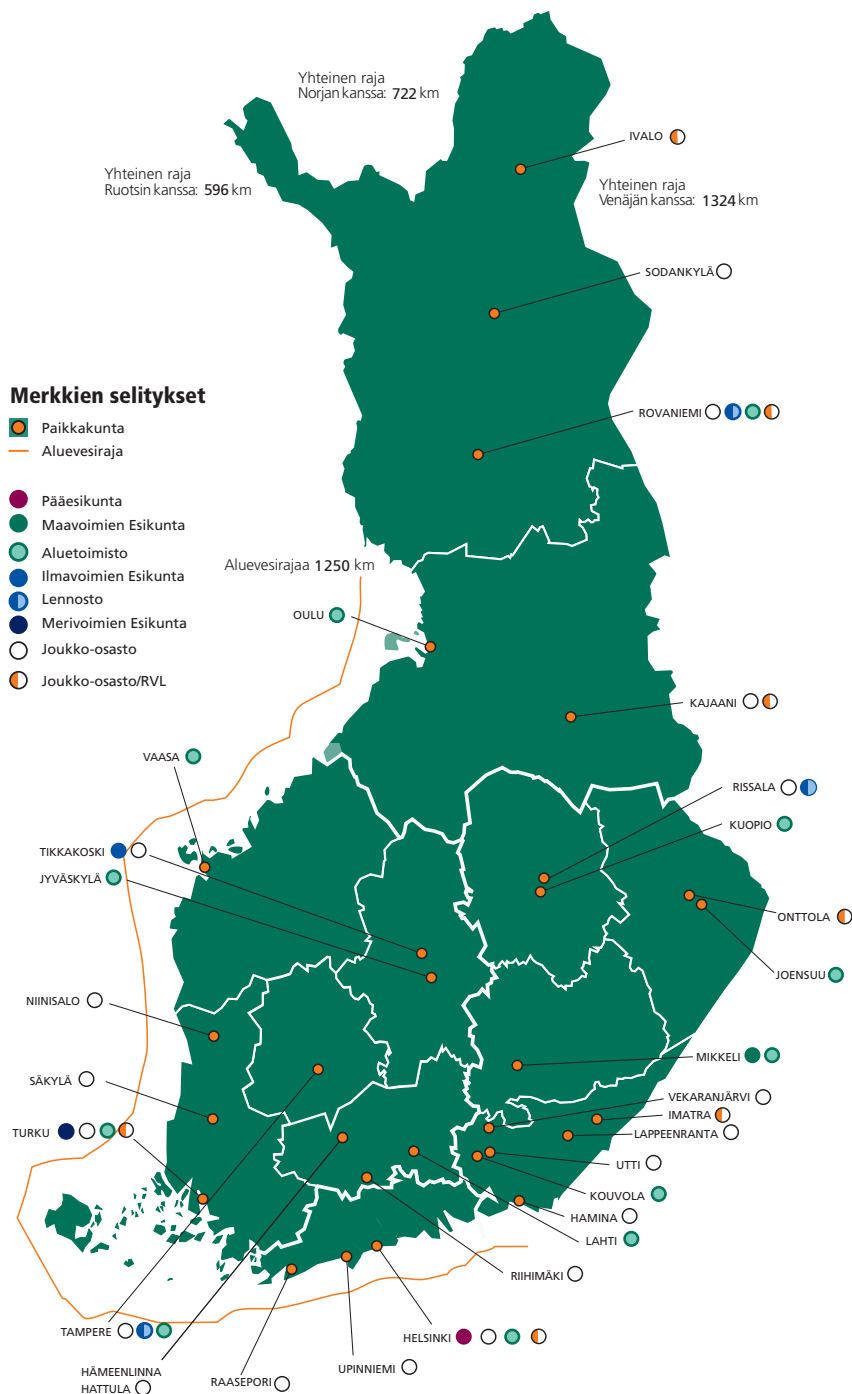 Yhteinen raja
Norjan kanssa: 722 km
IVALO
Yhteinen raja
Ruotsin kanssa: 596 km
Yhteinen raja
Venäjän kanssa: 1324 km
SODANKYLÄ
Merkkien selitykset
Paikkakunta
Aluevesiraja
Pääesikunta
Maavoimien Esikunta
Aluetoimisto
Ilmavoimien Esikunta
Lennosto
Merivoimien Esikunta
Joukko-osasto
Joukko-osasto/RVL
ROVANIEMI
Aluevesirajaa 1250 km
OULU
KAJAANI
VAASA
RISSALA
KUOPIO
TIKKAKOSKI
JYVÄSKYLÄ
ONTTOLA
JOENSUU
NIINISALO
MIKKELI
SÄKYLÄ
VEKARANJÄRVI
IMATRA
TURKU
LAPPEENRANTA
UTTI
KOUVOLA
HAMINA
LAHTI
RIIHIMÄKI
TAMPERE
HELSINKI
HÄMEENLINNA
HATTULA
UPINNIEMI
RAASEPORI